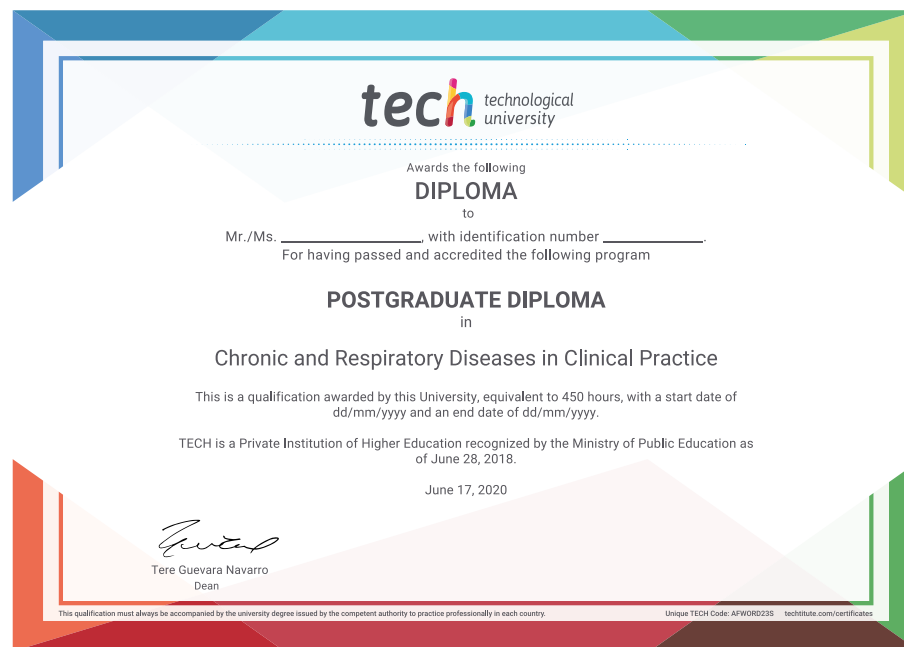 tech technological
university
Awards the following
DIPLOMA
to
Mr./Ms. ____________________, with identification number ______________.
For having passed and accredited the following program
POSTGRADUATE DIPLOMA
in
Chronic and Respiratory Diseases in Clinical Practice
This is a qualification awarded by this University, equivalent to 450 hours, with a start date of
dd/mm/yyyy and an end date of dd/mm/yyyy.
TECH is a Private Institution of Higher Education recognized by the Ministry of Public Education as
of June 28, 2018.
June 17, 2020
Tere Guevara Navarro
Dean
This qualification must always be accompanied by the university degree issued by the competent authority to practice professionally in each country. Unique TECH Code: AFWORD23S techtitute.com/certificates